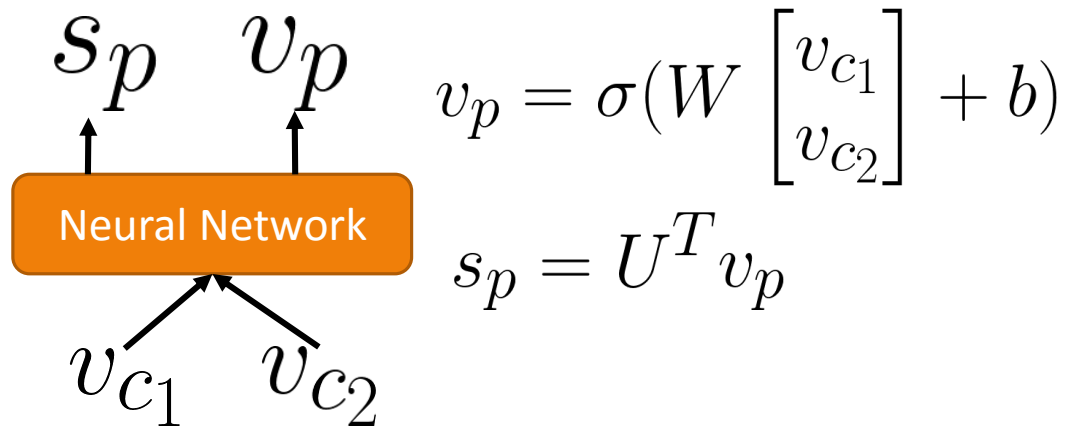 s_p v_p
v_p = σ(W [v_{c_1} v_{c_2}] + b)
Neural Network
s_p = U^T v_p
v_{c_1} v_{c_2}